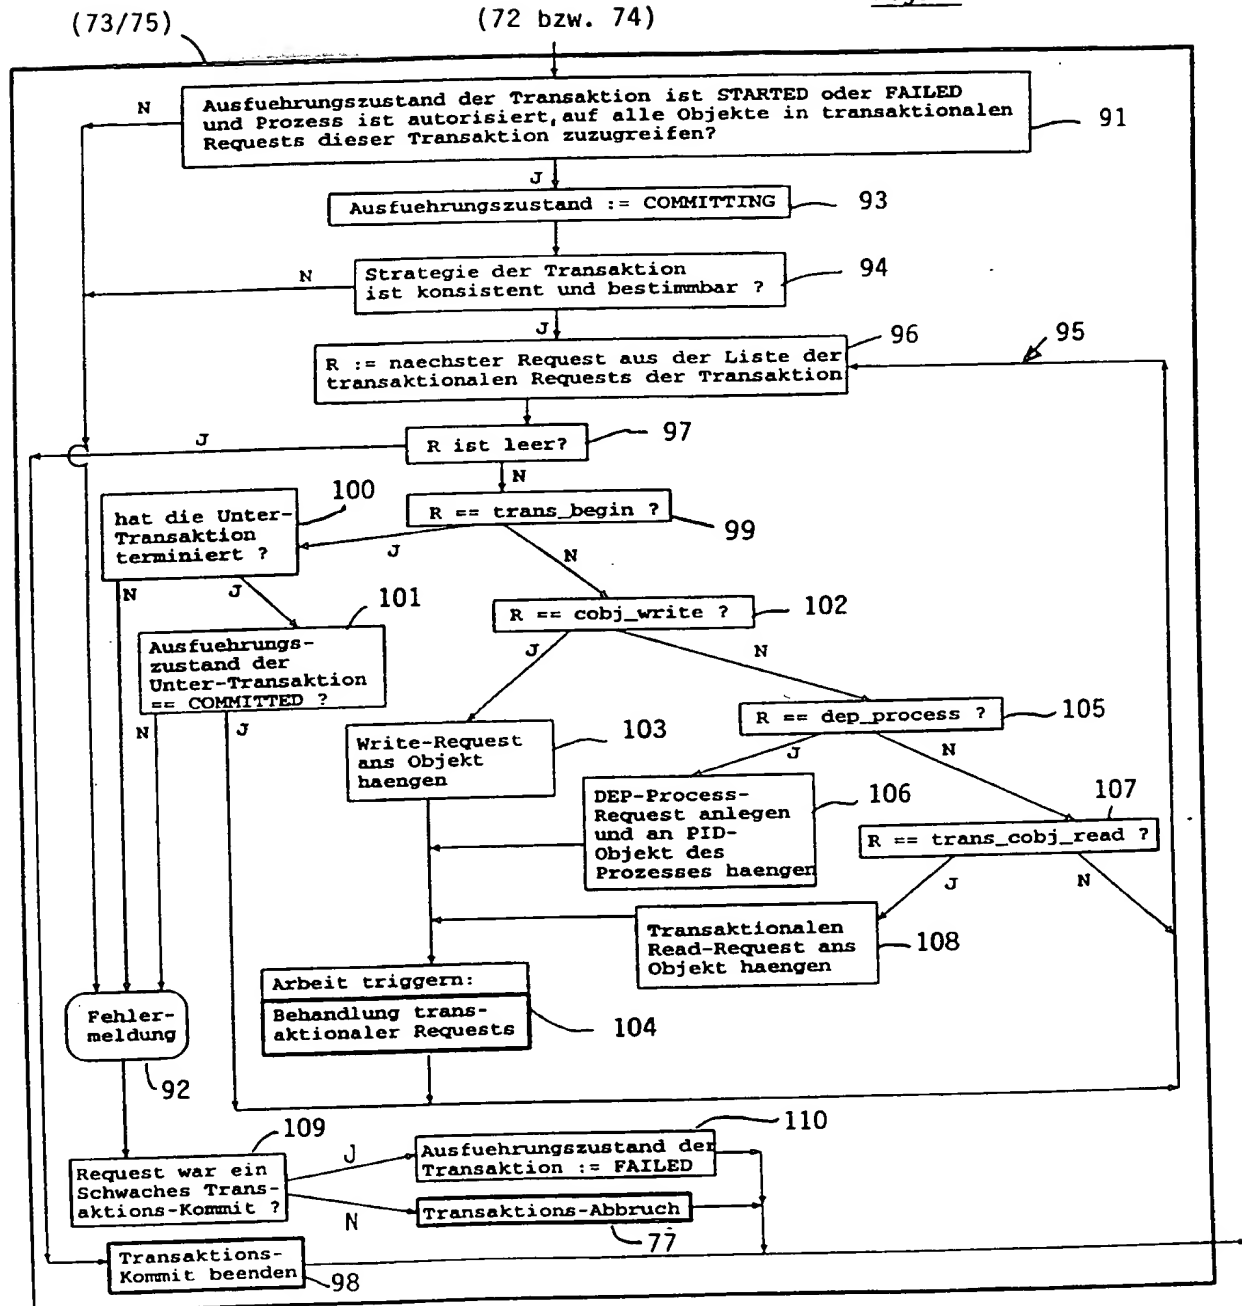 (73/75)
(72 bzw. 74)
N
Ausfuehrungszustand der Transaktion ist STARTED oder FAILED
und Prozess ist autorisiert, auf alle Objekte in transaktionalen
Requests dieser Transaktion zuzugreifen?
91
J
Ausfuehrungszustand := COMMITTING
93
N
Strategie der Transaktion
ist konsistent und bestimmbar ?
94
J
R := naechster Request aus der Liste der
transaktionalen Requests der Transaktion
96
95
J
R ist leer?
97
N
100
hat die Unter-
Transaktion
terminiert ?
R == trans_begin ?
99
J
N
N
J
101
R == cobj_write ?
102
Ausfuehrungs-
zustand der
Unter-Transaktion
== COMMITTED ?
J
N
R == dep_process ?
105
N
J
Write-Request
ans Objekt
haengen
103
J
N
DEP-Process-
Request anlegen
und an PID-
Objekt des
Prozesses haengen
106
107
R == trans_cobj_read ?
J
N
Transaktionalen
Read-Request ans
Objekt haengen
108
Arbeit triggern:
Behandlung trans-
aktionaler Requests
104
Fehler-
meldung
92
109
110
Request war ein
Schwaches Trans-
aktions-Kommit ?
J
Ausfuehrungszustand der
Transaktion := FAILED
N
Transaktions-Abbruch
77
Transaktions-
Kommit beenden
98